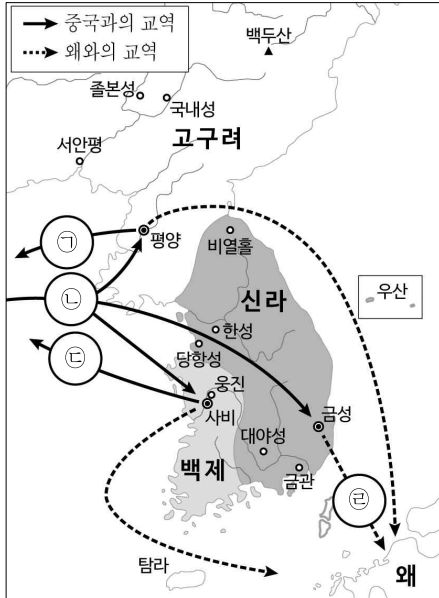 중국과의 교역
왜와의 교역
백두산
졸본성
국내성
고구려
서안평
㉠
평양
비열홀
㉡
신라
우산
한성
㉢
당항성
웅진
사비
금성
대야성
백제
금관
㉣
탐라
왜